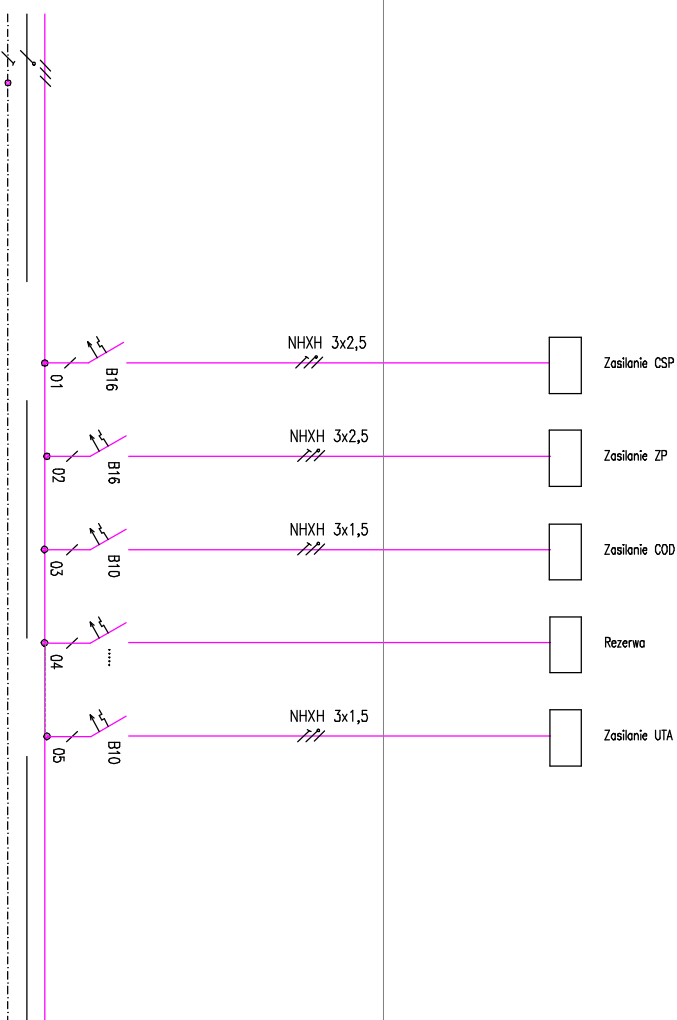 NHXH 3x2,5
01
B16
Zasilanie CSP
NHXH 3x2,5
02
B16
Zasilanie ZP
NHXH 3x1,5
03
B10
Zasilanie COD
04
.....
Rezerwa
NHXH 3x1,5
05
B10
Zasilanie UTA